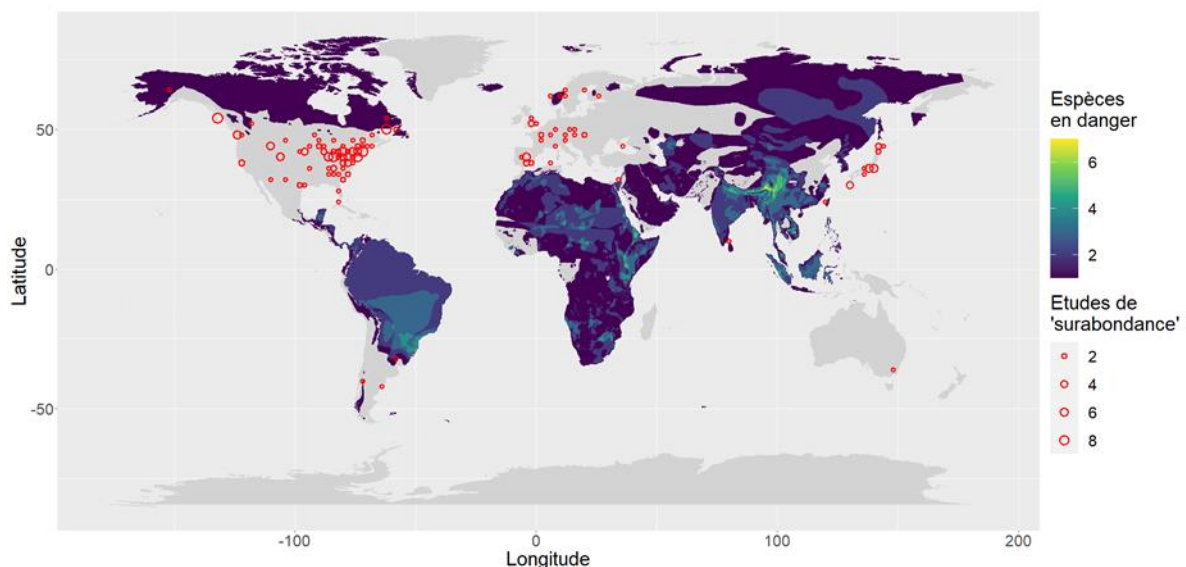 50
0
-50
Latitude
-100
0
100
200
Longitude
Espèces
en danger
6
4
2
Etudes de
'surabondance'
2
4
6
8